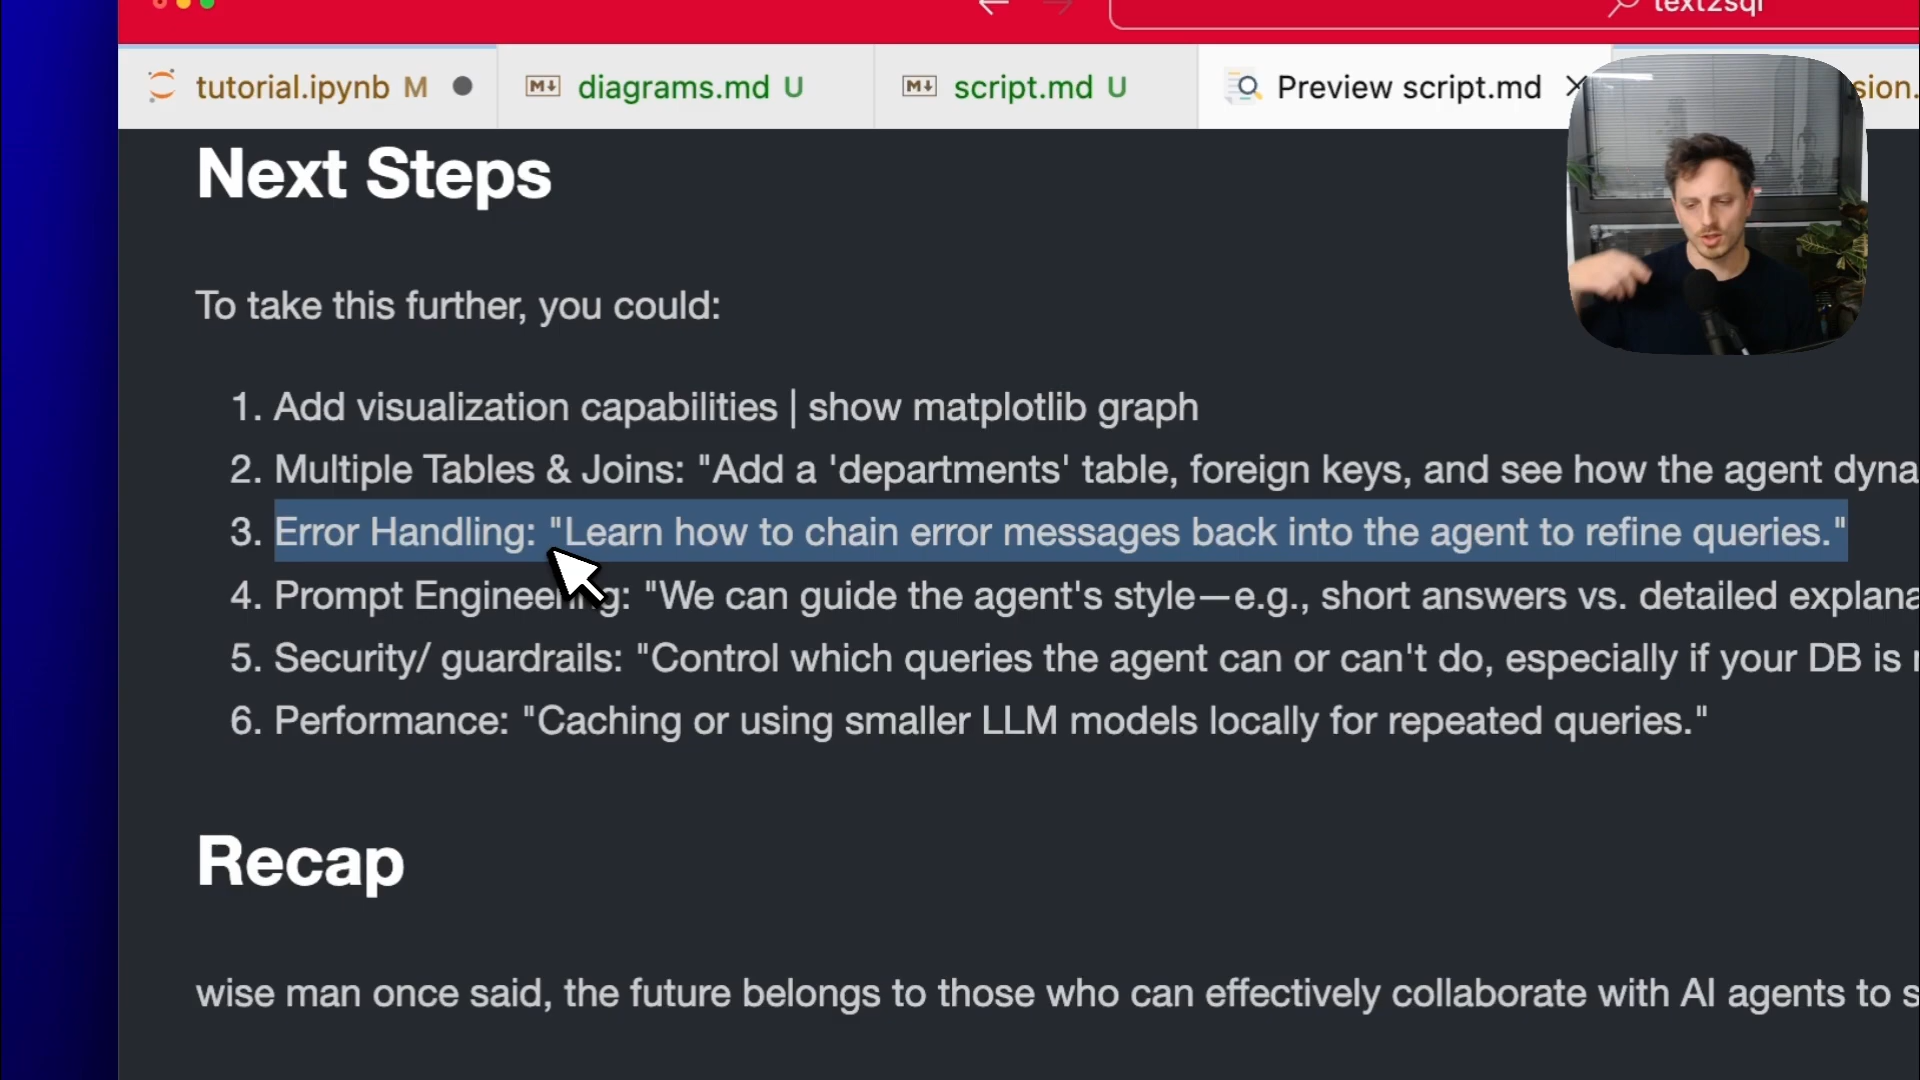 text2sql
tutorial.ipynb M
diagrams.md U
script.md U
Preview script.md
sion.
Next Steps
To take this further, you could:
1. Add visualization capabilities | show matplotlib graph
2. Multiple Tables & Joins: "Add a 'departments' table, foreign keys, and see how the agent dyna
3. Error Handling: "Learn how to chain error messages back into the agent to refine queries."
4. Prompt Engineering: "We can guide the agent's style—e.g., short answers vs. detailed explana
5. Security/ guardrails: "Control which queries the agent can or can't do, especially if your DB is
6. Performance: "Caching or using smaller LLM models locally for repeated queries."
Recap
wise man once said, the future belongs to those who can effectively collaborate with AI agents to s